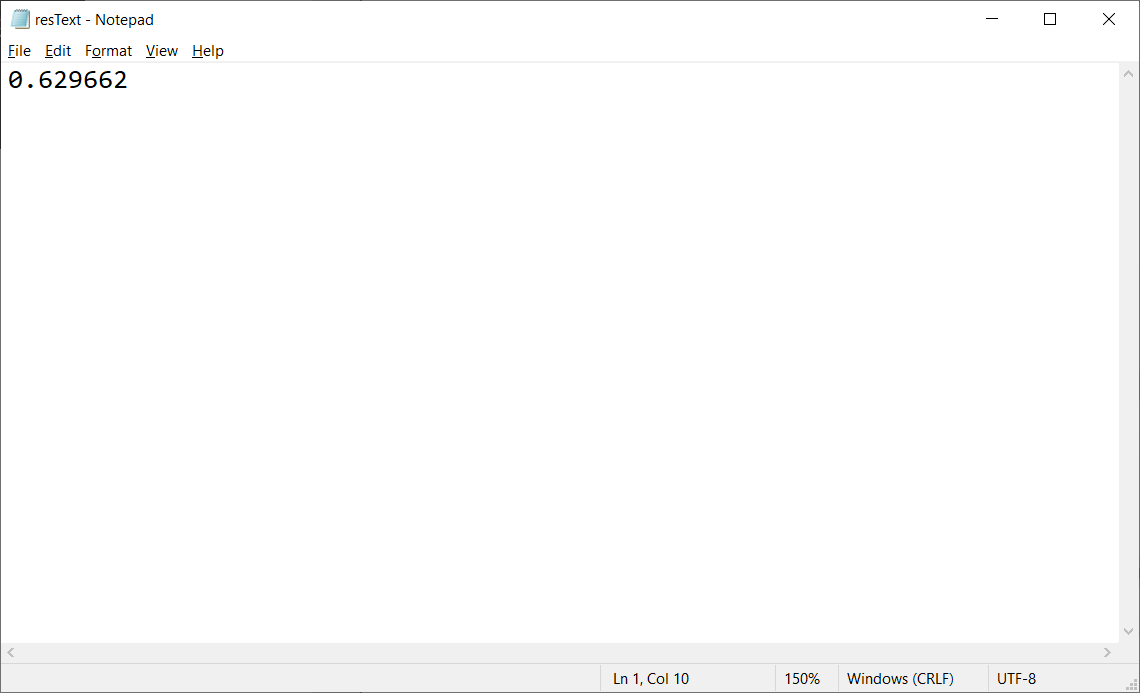 resText - Notepad
File Edit Format View Help
0.629662
Ln 1, Col 10 150% Windows (CRLF) UTF-8